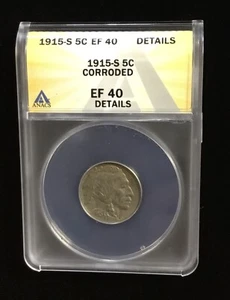 1915-S 5C EF 40 DETAILS
1915-S 5C
CORRODED
EF 40
DETAILS
ANACS